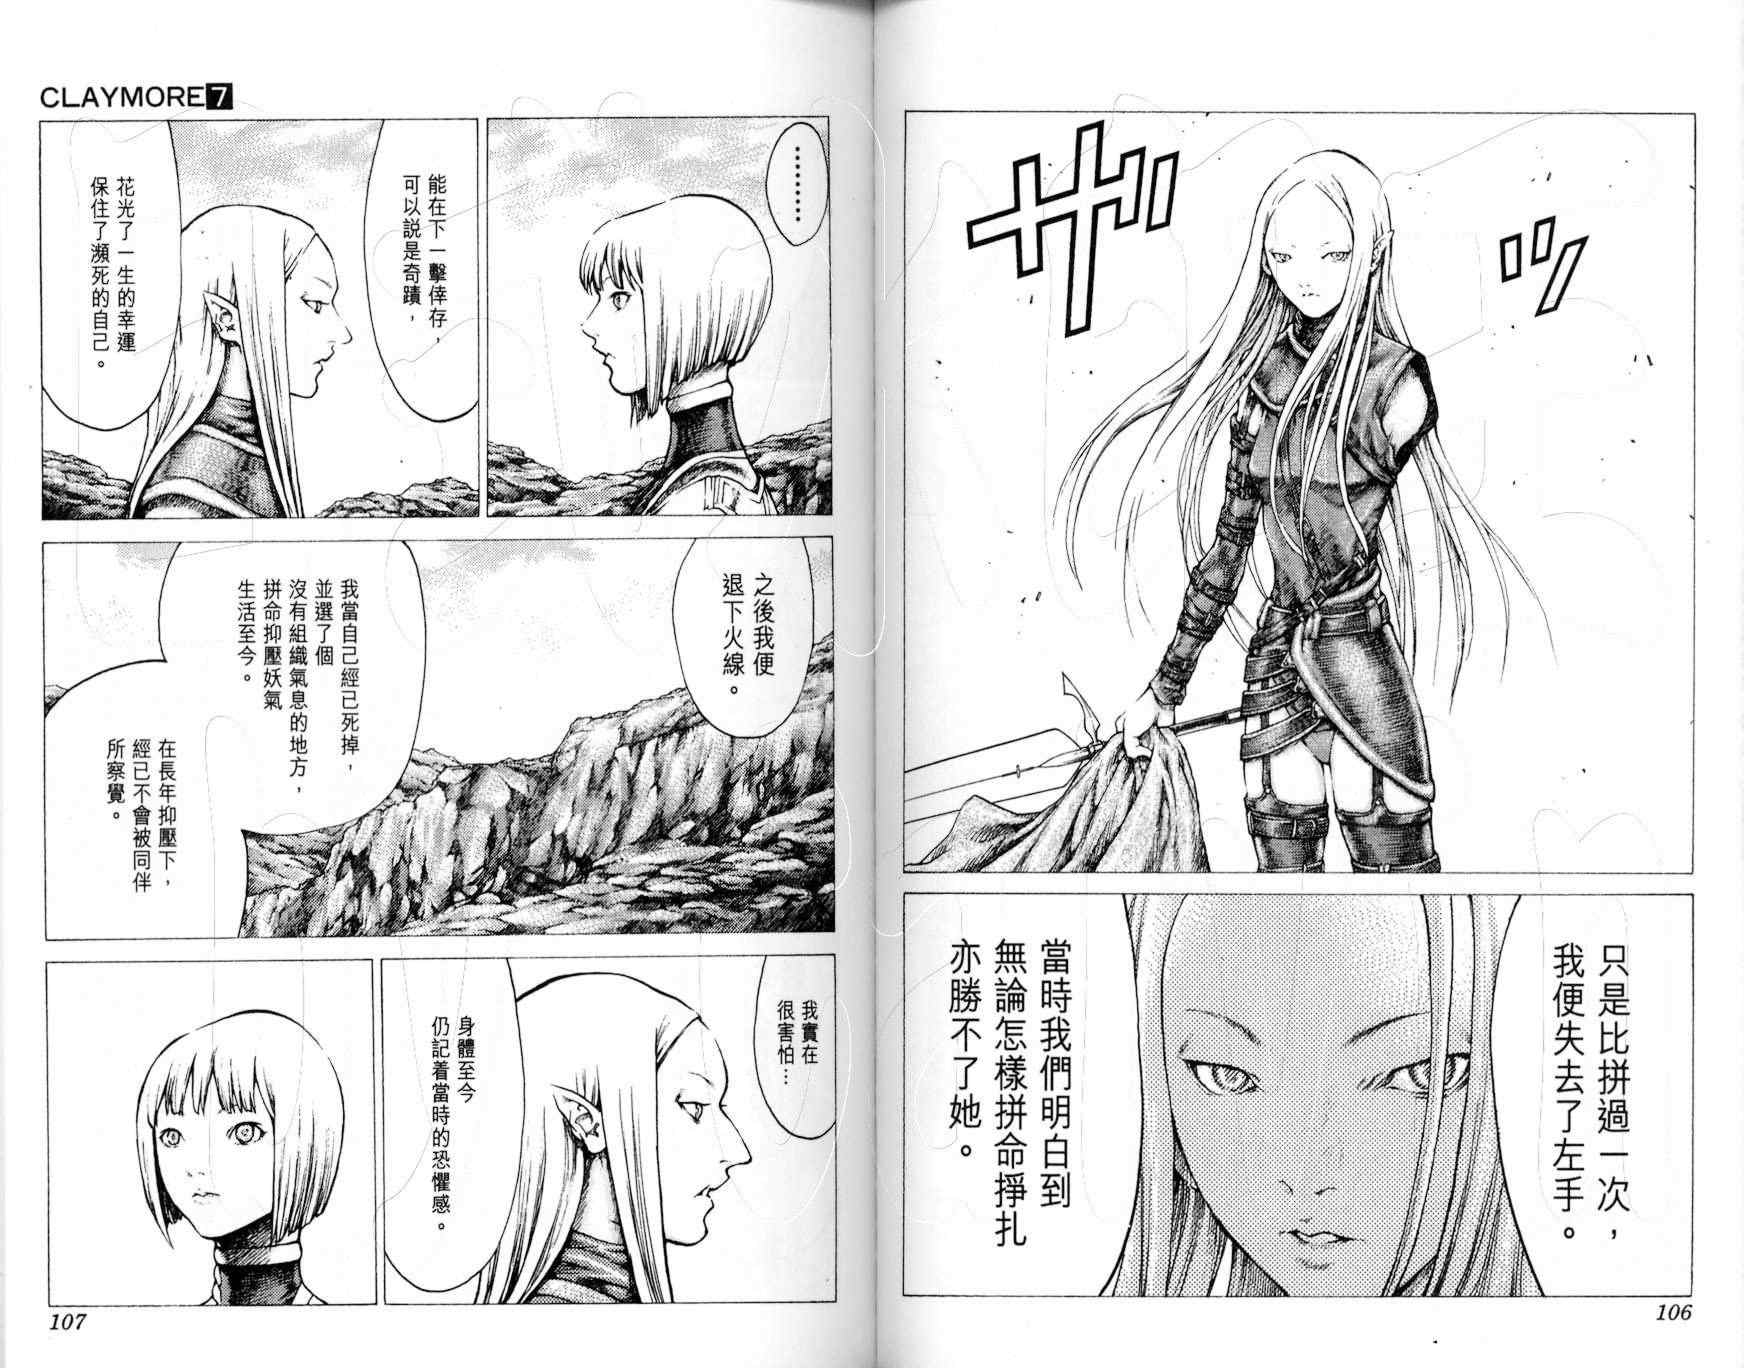 ザッ
只是比拼過一次，
我便失去了左手。
當時我們明白到
無論怎樣拼命掙扎
亦勝不了她。
106
CLAYMORE 7
………
能在下一擊倖存，
可以説是奇蹟，
花光了一生的幸運
保住了瀕死的自己。
之後我便
退下火線。
我當自己經已死掉，
並選了個
沒有組織氣息的地方，
拼命抑壓妖氣
生活至今。
在長年抑壓下，
經已不會被同伴
所察覺。
我實在
很害怕…
身體至今
仍記着當時的恐懼感。
107